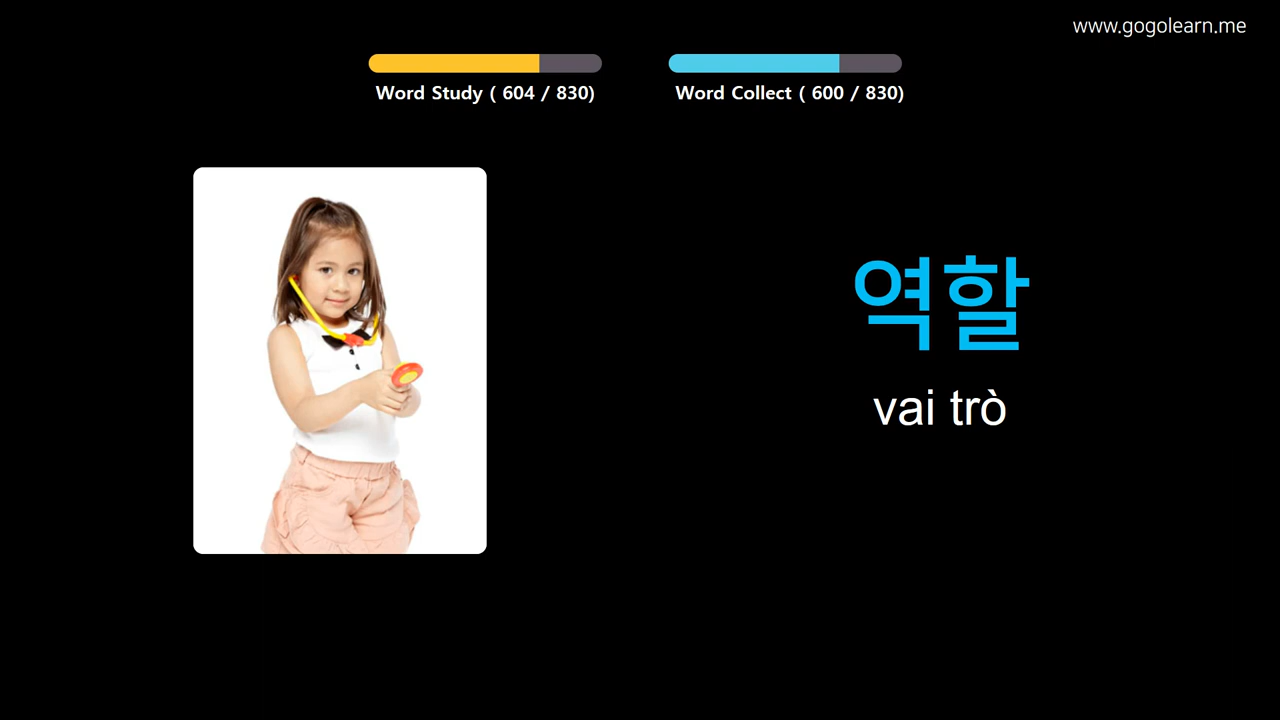 www.gogolearn.me
Word Study ( 604 / 830)
Word Collect ( 600 / 830)
역할
vai trò